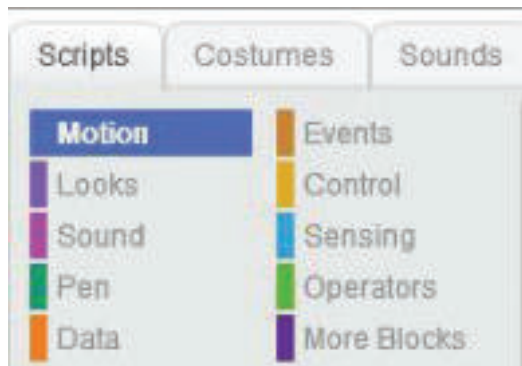 Scripts Costumes Sounds
Motion Events
Looks Control
Sound Sensing
Pen Operators
Data More Blocks